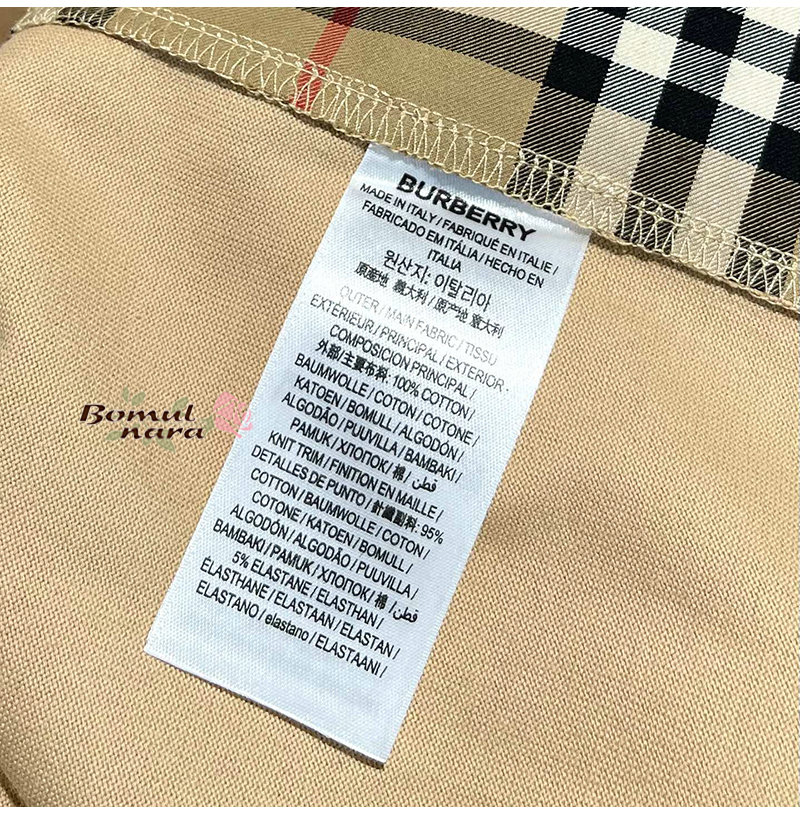 BURBERRY
MADE IN ITALY / FABRIQUÉ EN ITALIE /
FABRICADO EM ITÁLIA / HECHO EN
ITALIA
원산지: 이탈리아
原産地 義大利 / 原产地 意大利
OUTER / MAIN FABRIC / TISSU
EXTÉRIEUR / PRINCIPAL / EXTERIOR -
COMPOSICIÓN PRINCIPAL /
外部/主要布料: 100% COTTON /
BAUMWOLLE / COTON / COTONE /
KATOEN / BOMULL / ALGODÓN /
ALGODÃO / PUUVILLA / BAMBAKI /
PAMUK / ХЛОПОК / 棉 / قطن
KNIT TRIM / FINITION EN MAILLE /
DETALLES DE PUNTO / 針織副料: 95%
COTTON / BAUMWOLLE / COTON /
COTONE / KATOEN / BOMULL /
ALGODÓN / ALGODÃO / PUUVILLA /
BAMBAKI / PAMUK / ХЛОПОК / 棉 / قطن
5% ELASTANE / ELASTHAN /
ÉLASTHANE / ELASTAAN / ELASTAN /
ELASTANO / elastano / ELASTAANI /
Bomul
nara